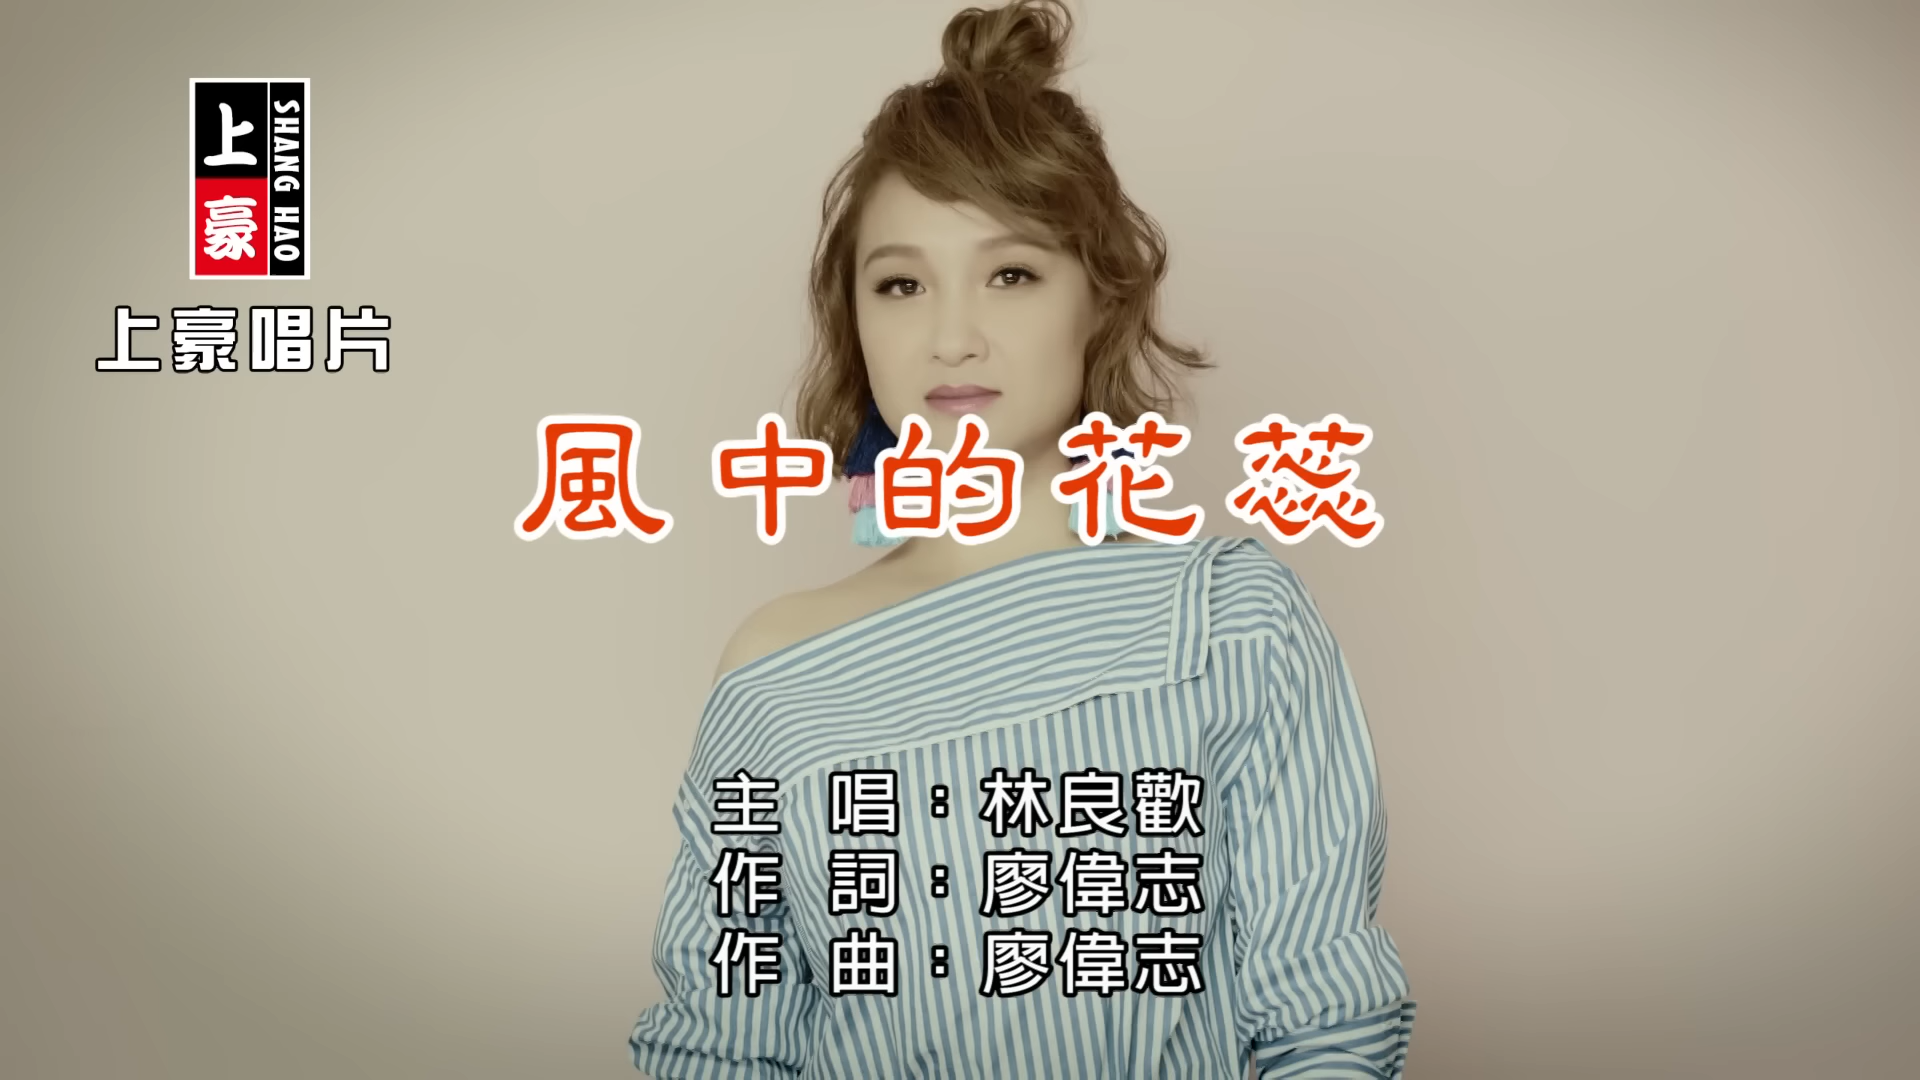 上豪
SHANG HAO
上豪唱片
風中的花蕊
主 唱：林良歡
作 詞：廖偉志
作 曲：廖偉志